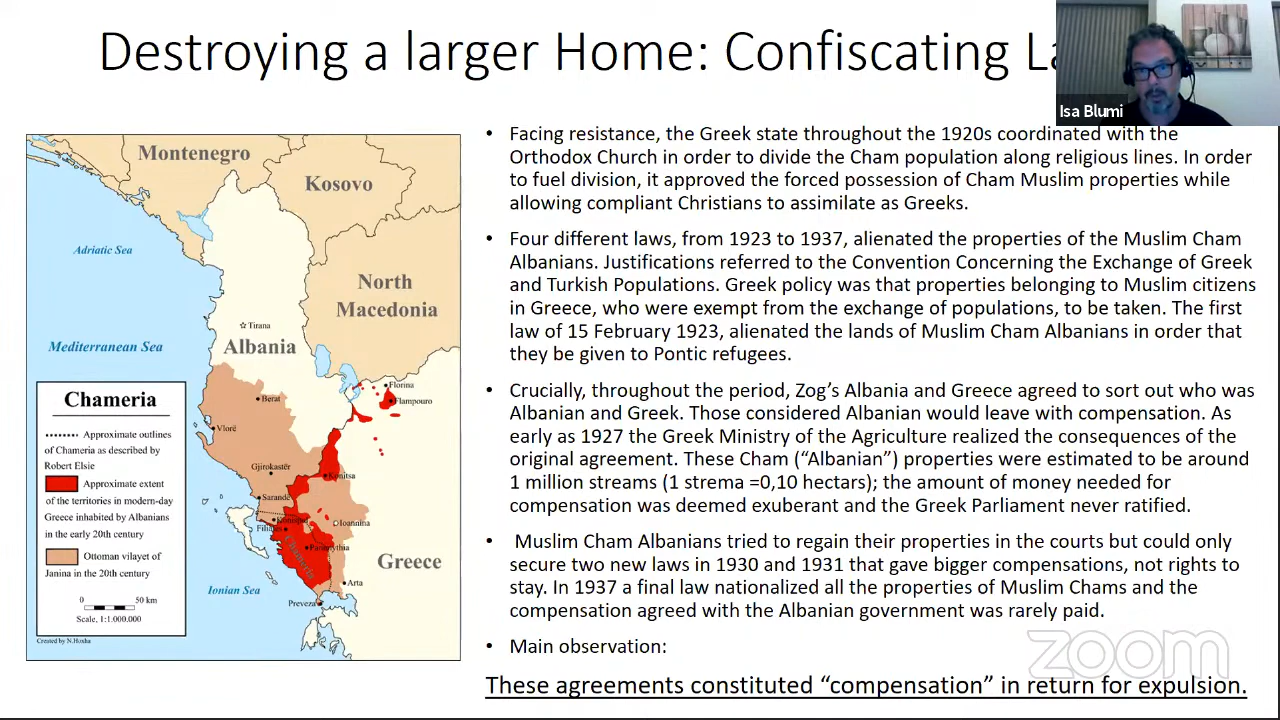 Destroying a larger Home: Confiscating La
Isa Blumi
Montenegro
Kosovo
Adriatic Sea
North
Macedonia
Tirana
Albania
Mediterranean Sea
Florina
Flampouro
Berat
Vlorë
Chameria
Approximate outlines
of Chameria as described by
Robert Elsie
Approximate extent
of the territories in modern-day
Greece inhabited by Albanians
in the early 20th century
Ottoman vilayet of
Janina in the 20th century
0 50 km
Scale, 1:1.000.000
Created by N.Hoxha
Gjirokastër
Konitsa
Sarandë
Konispol
Ioannina
Filiates
Paramythia
Chameria
Greece
Ionian Sea
Arta
Preveza
• Facing resistance, the Greek state throughout the 1920s coordinated with the
Orthodox Church in order to divide the Cham population along religious lines. In order
to fuel division, it approved the forced possession of Cham Muslim properties while
allowing compliant Christians to assimilate as Greeks.
• Four different laws, from 1923 to 1937, alienated the properties of the Muslim Cham
Albanians. Justifications referred to the Convention Concerning the Exchange of Greek
and Turkish Populations. Greek policy was that properties belonging to Muslim citizens
in Greece, who were exempt from the exchange of populations, to be taken. The first
law of 15 February 1923, alienated the lands of Muslim Cham Albanians in order that
they be given to Pontic refugees.
• Crucially, throughout the period, Zog’s Albania and Greece agreed to sort out who was
Albanian and Greek. Those considered Albanian would leave with compensation. As
early as 1927 the Greek Ministry of the Agriculture realized the consequences of the
original agreement. These Cham (“Albanian”) properties were estimated to be around
1 million streams (1 strema =0,10 hectars); the amount of money needed for
compensation was deemed exuberant and the Greek Parliament never ratified.
• Muslim Cham Albanians tried to regain their properties in the courts but could only
secure two new laws in 1930 and 1931 that gave bigger compensations, not rights to
stay. In 1937 a final law nationalized all the properties of Muslim Chams and the
compensation agreed with the Albanian government was rarely paid.
• Main observation:
These agreements constituted “compensation” in return for expulsion.
zoom